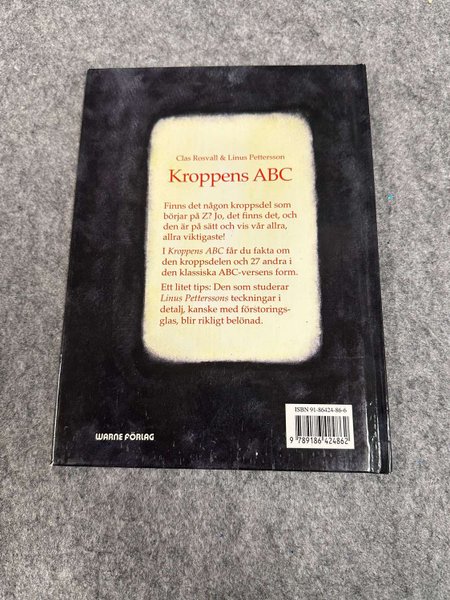 Clas Rosvall & Linus Pettersson
Kroppens ABC
Finns det någon kroppsdel som
börjar på Z? Jo, det finns det, och
den är på sätt och vis vår allra,
allra viktigaste!
I Kroppens ABC får du fakta om
den kroppsdelen och 27 andra i
den klassiska ABC-versens form.
Ett litet tips: Den som studerar
Linus Petterssons teckningar i
detalj, kanske med förstorings-
glas, blir rikligt belönad.
ISBN 91-86424-86-6
9 789186 424862
WARNE FÖRLAG